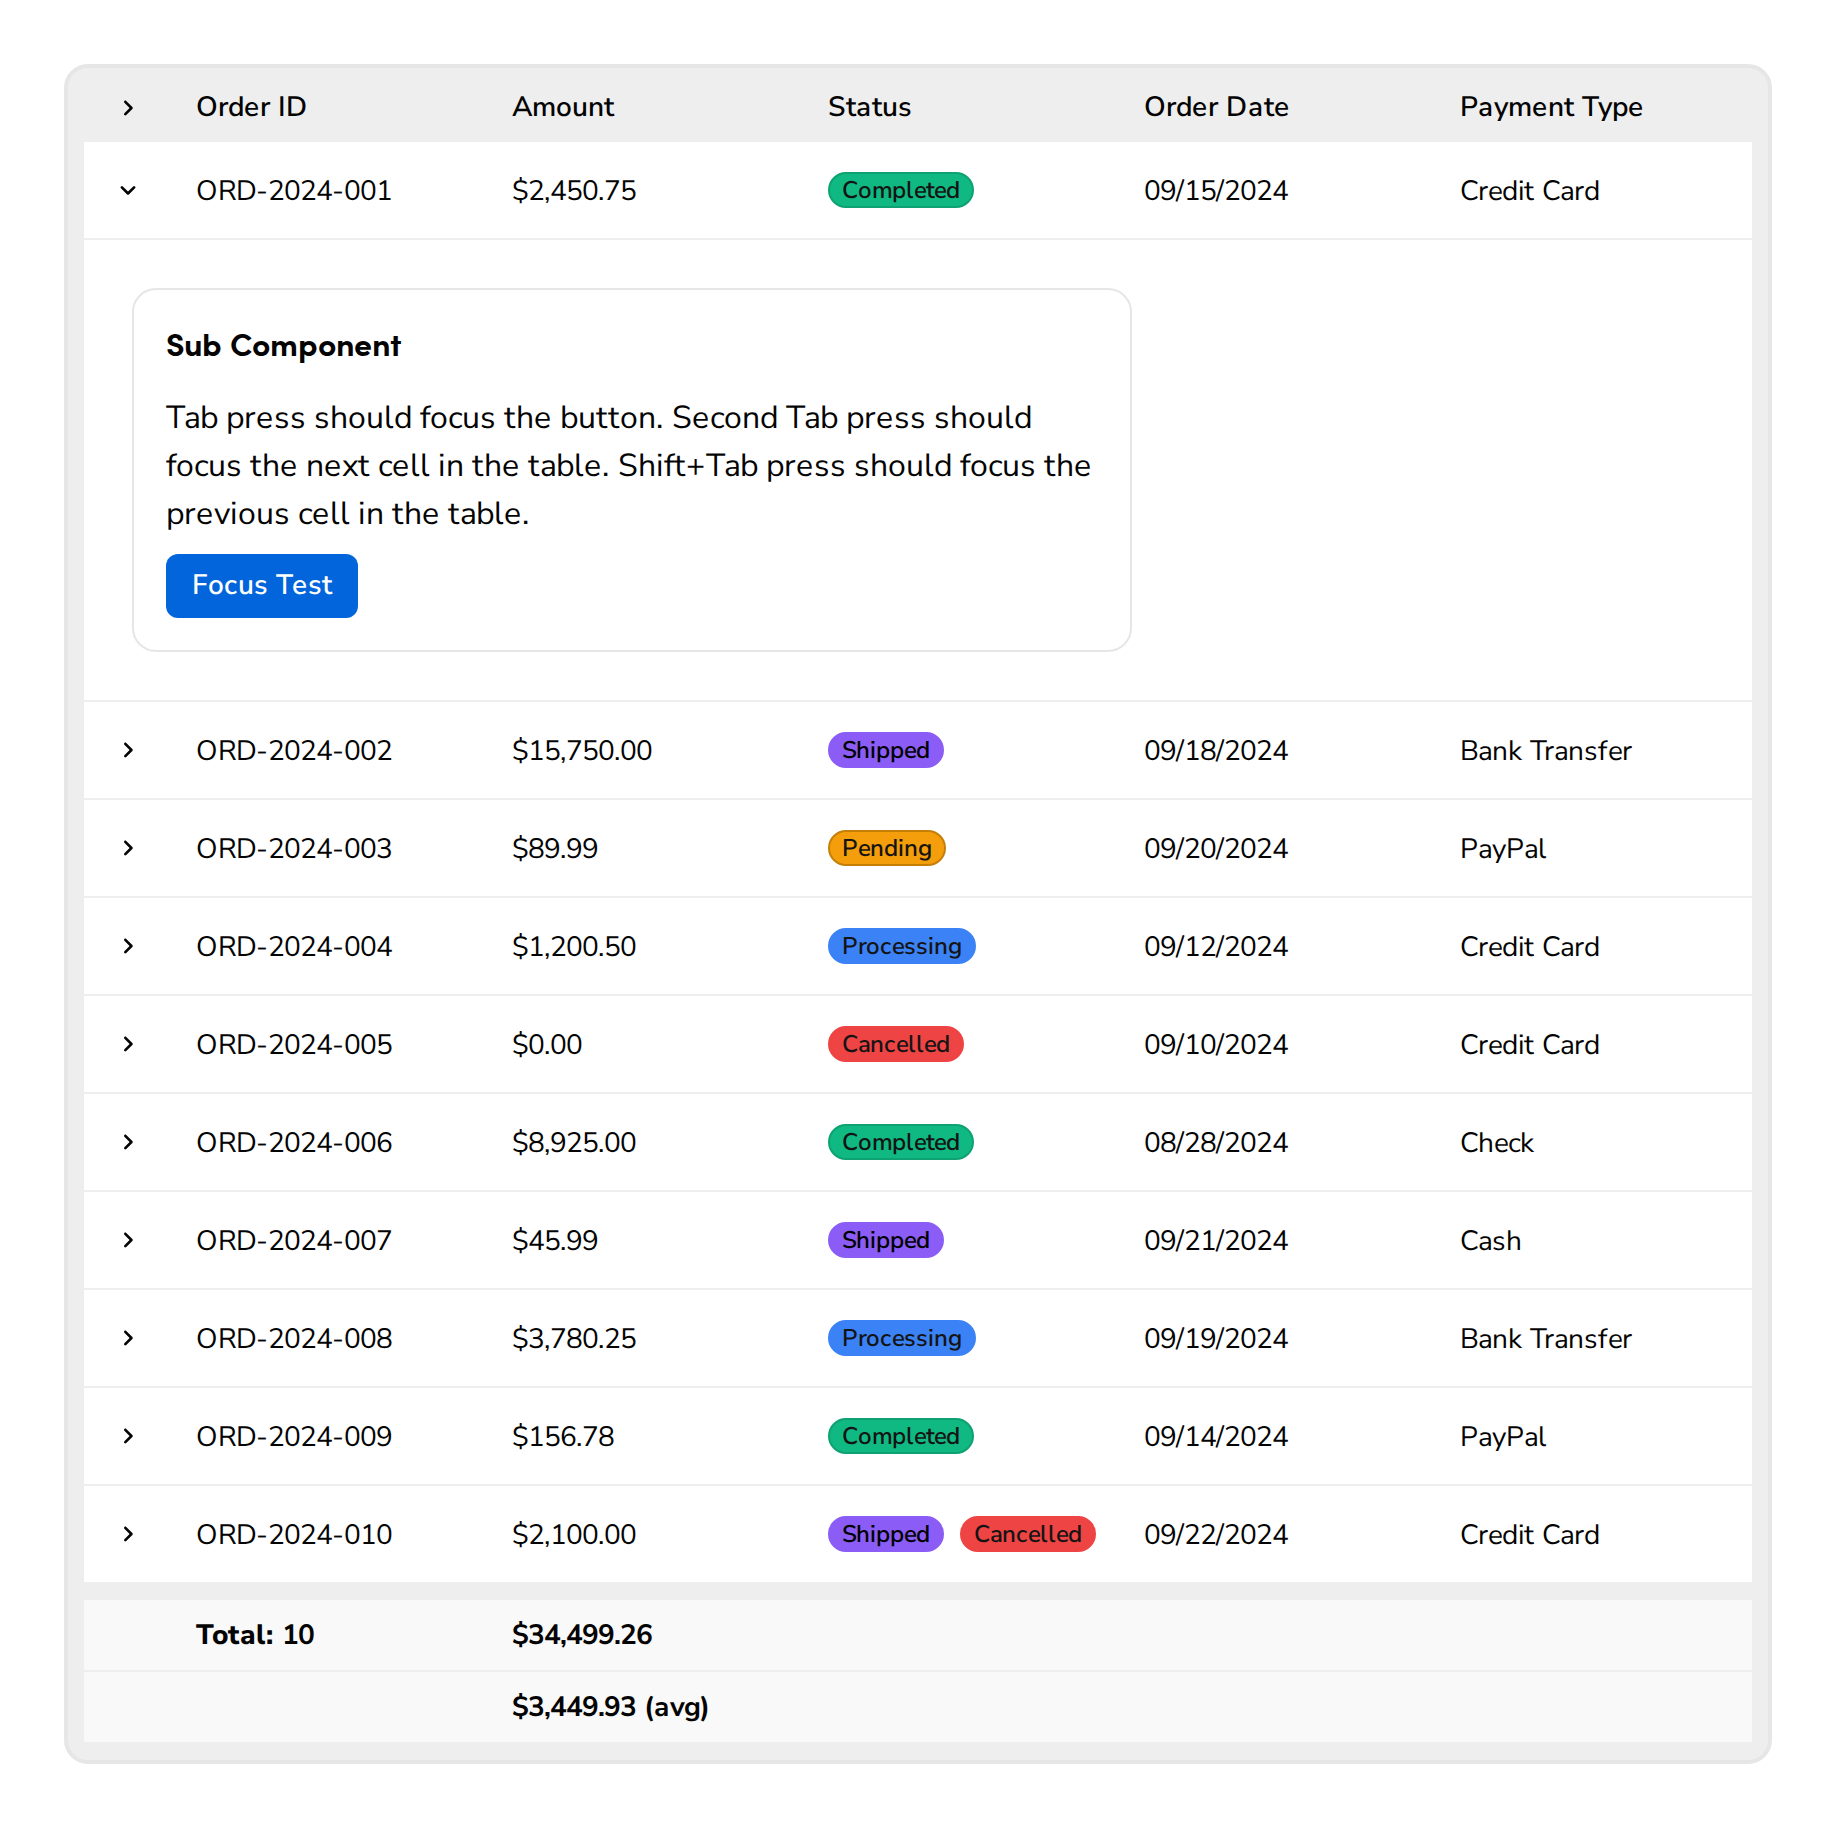 Order ID Amount Status Order Date Payment Type
ORD-2024-001 $2,450.75 Completed 09/15/2024 Credit Card
Sub Component
Tab press should focus the button. Second Tab press should
focus the next cell in the table. Shift+Tab press should focus the
previous cell in the table.
Focus Test
ORD-2024-002 $15,750.00 Shipped 09/18/2024 Bank Transfer
ORD-2024-003 $89.99 Pending 09/20/2024 PayPal
ORD-2024-004 $1,200.50 Processing 09/12/2024 Credit Card
ORD-2024-005 $0.00 Cancelled 09/10/2024 Credit Card
ORD-2024-006 $8,925.00 Completed 08/28/2024 Check
ORD-2024-007 $45.99 Shipped 09/21/2024 Cash
ORD-2024-008 $3,780.25 Processing 09/19/2024 Bank Transfer
ORD-2024-009 $156.78 Completed 09/14/2024 PayPal
ORD-2024-010 $2,100.00 Shipped Cancelled 09/22/2024 Credit Card
Total: 10 $34,499.26
$3,449.93 (avg)